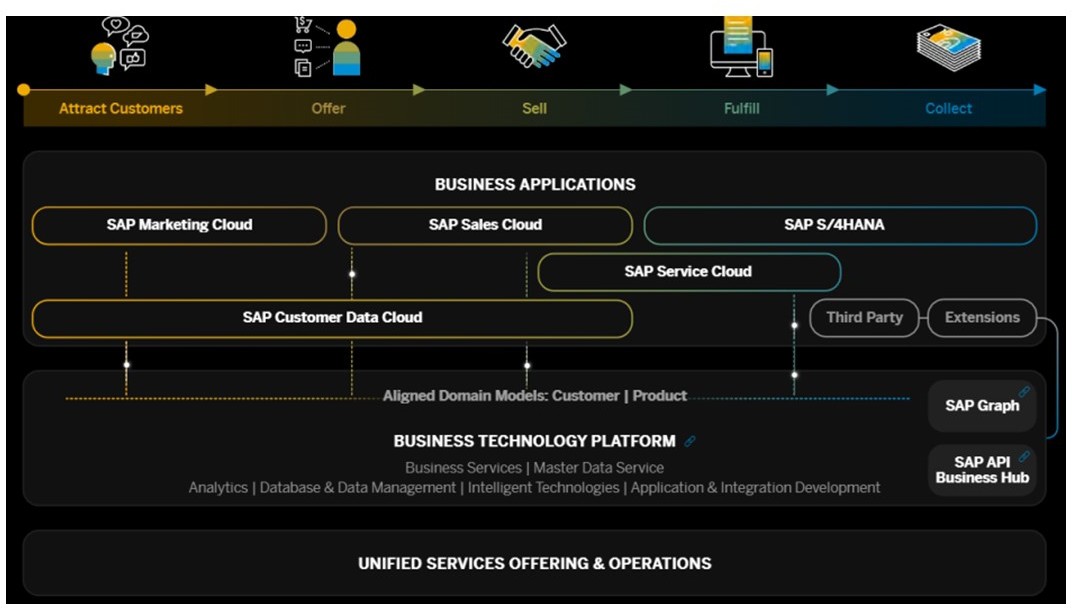 Attract Customers
Offer
Sell
Fulfill
Collect
BUSINESS APPLICATIONS
SAP Marketing Cloud
SAP Sales Cloud
SAP S/4HANA
SAP Service Cloud
SAP Customer Data Cloud
Third Party
Extensions
Aligned Domain Models: Customer | Product
SAP Graph
BUSINESS TECHNOLOGY PLATFORM
Business Services | Master Data Service
Analytics | Database & Data Management | Intelligent Technologies | Application & Integration Development
SAP API
Business Hub
UNIFIED SERVICES OFFERING & OPERATIONS